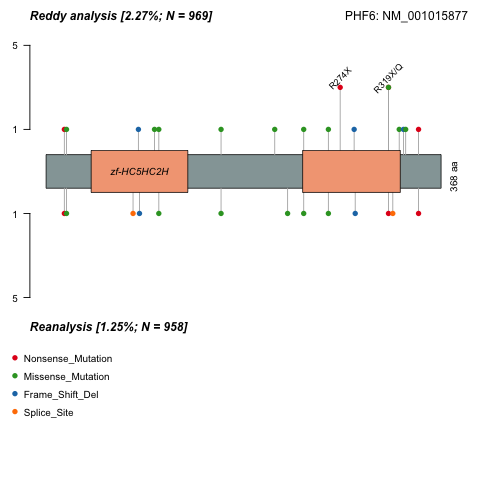 Reddy analysis [2.27%; N = 969]
PHF6: NM_001015877
5
R274X
R319X/Q
1
zf-HC5HC2H
368 aa
1
5
Reanalysis [1.25%; N = 958]
Nonsense_Mutation
Missense_Mutation
Frame_Shift_Del
Splice_Site